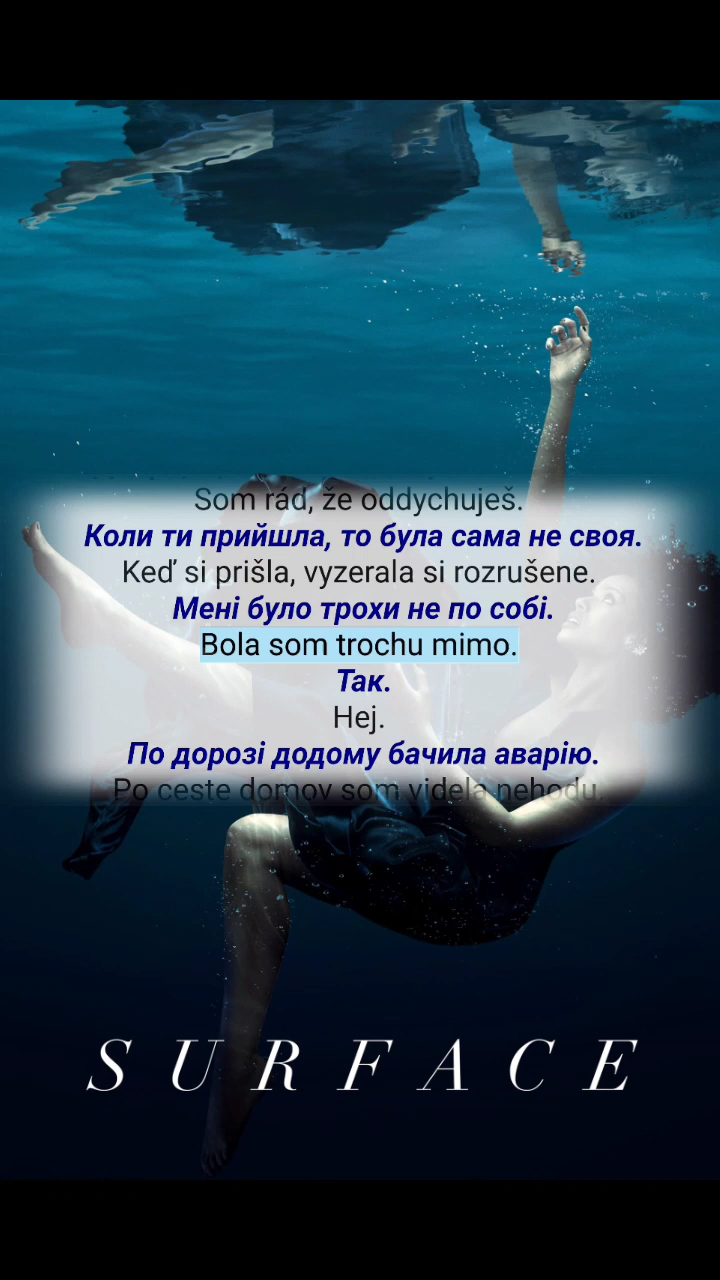 Som rád, že oddychuješ.
Коли ти прийшла, то була сама не своя.
Keď si prišla, vyzerala si rozrušene.
Мені було трохи не по собі.
Bola som trochu mimo.
Так.
Hej.
По дорозі додому бачила аварію.
Po ceste domov som videla nehodu.
SURFACE